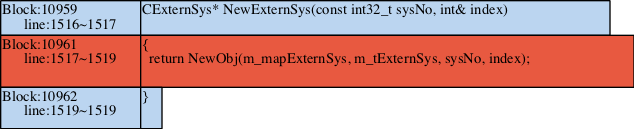 Block:10959 CExternSys* NewExternSys(const int32_t sysNo, int& index)
line:1516~1517
Block:10961 {
line:1517~1519 return NewObj(m_mapExternSys, m_tExternSys, sysNo, index);
Block:10962 }
line:1519~1519